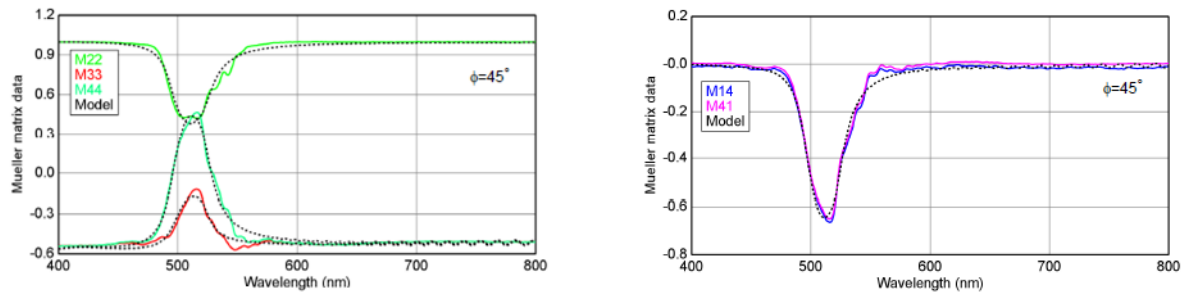 1.2
0.9
0.6
0.3
0.0
-0.3
-0.6
Mueller matrix data
M22
M33
M44
Model
ϕ=45°
400 500 600 700 800
Wavelength (nm)
0.2
-0.0
-0.2
-0.4
-0.6
-0.8
Mueller matrix data
M14
M41
Model
ϕ=45°
400 500 600 700 800
Wavelength (nm)